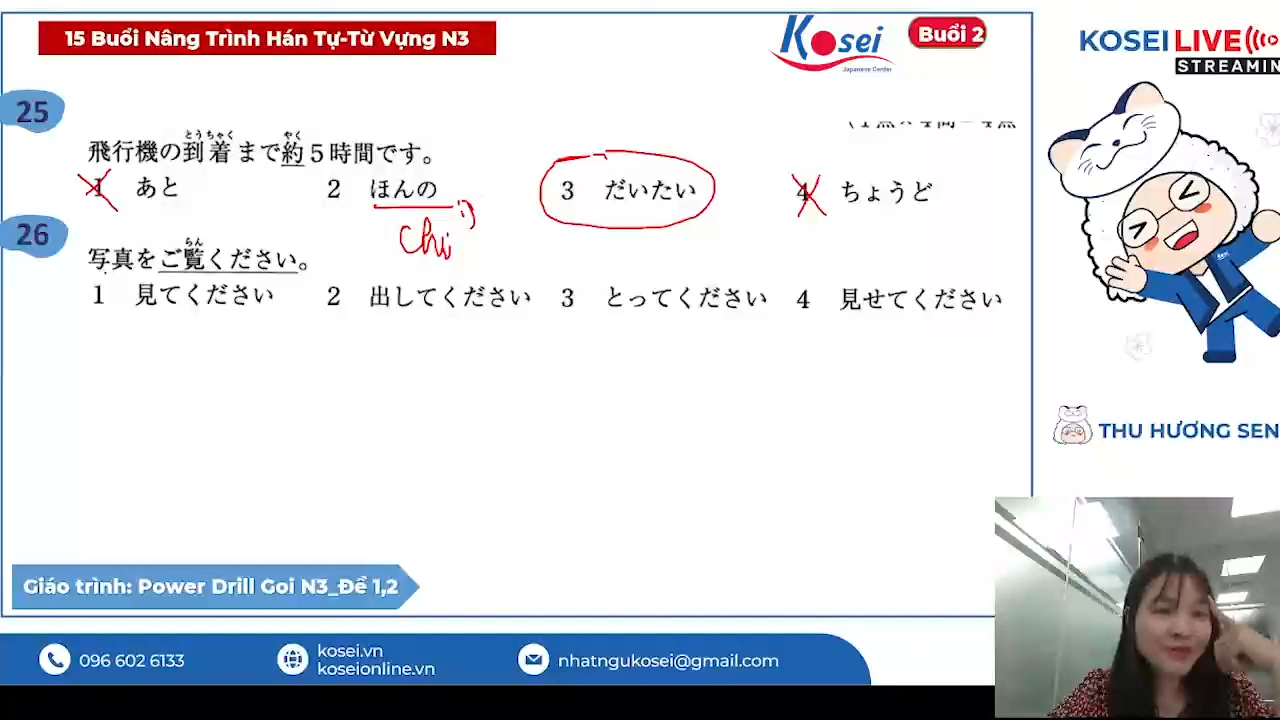 15 Buổi Nâng Trình Hán Tự-Từ Vựng N3
Kosei
Japanese Center
Buổi 2
KOSEI LIVE
STREAMIN
25
とうちゃく やく
飛行機の到着まで約5時間です。
1 あと 2 ほんの 3 だいたい 4 ちょうど
chỉ
26
らん
写真をご覧ください。
1 見てください 2 出してください 3 とってください 4 見せてください
THU HƯƠNG SEN
Giáo trình: Power Drill Goi N3_Đề 1,2
096 602 6133
kosei.vn
koseionline.vn
nhatngukosei@gmail.com